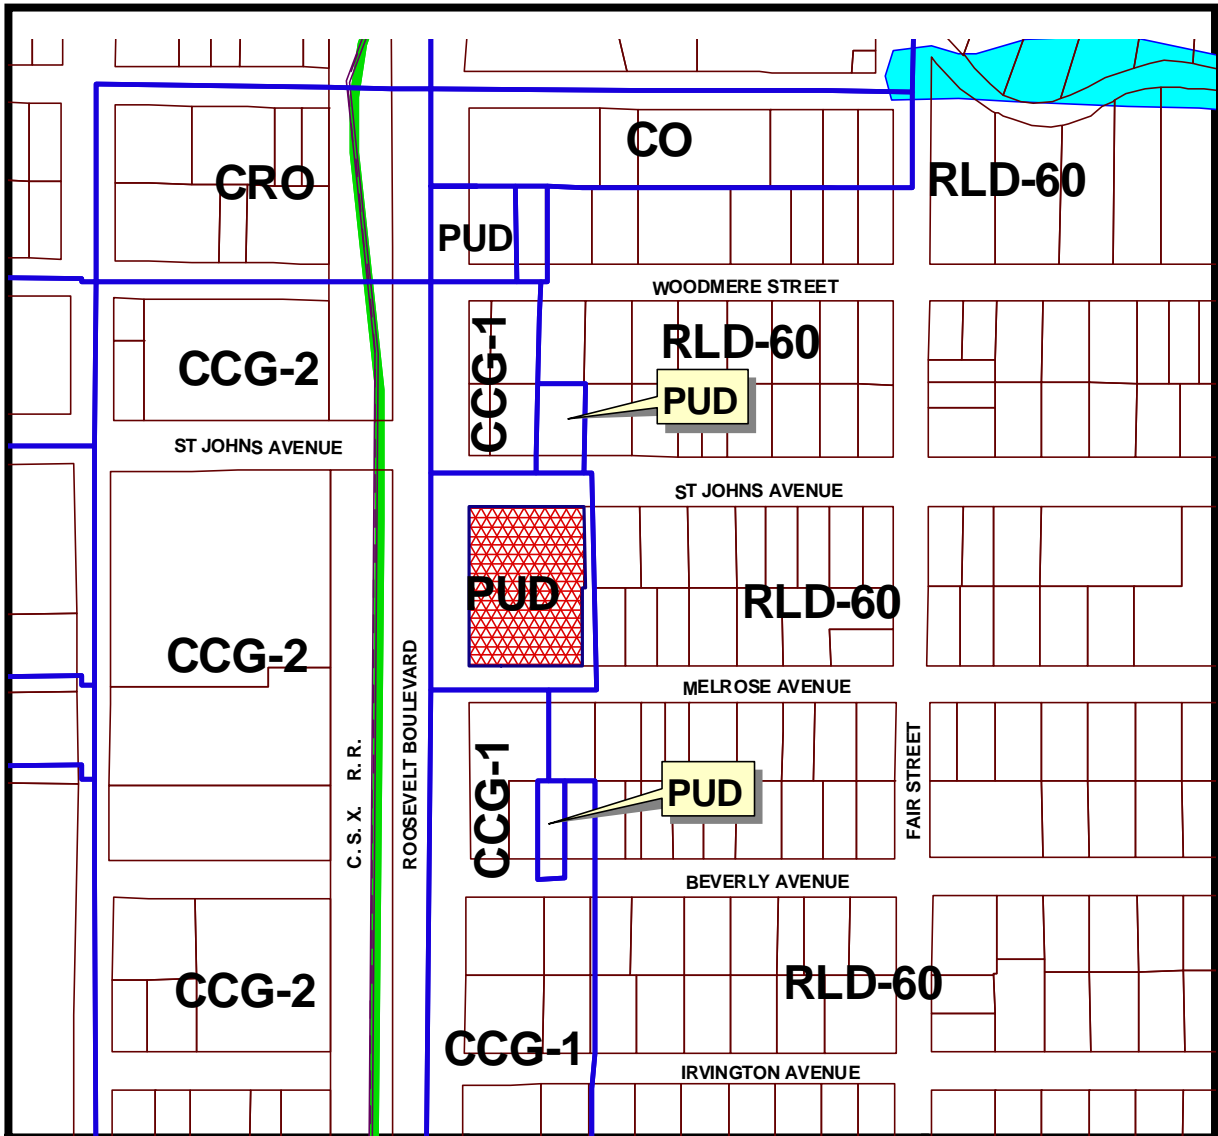 CO
CRO
RLD-60
PUD
WOODMERE STREET
CCG-1
RLD-60
CCG-2
PUD
ST JOHNS AVENUE
ST JOHNS AVENUE
PUD
RLD-60
CCG-2
ROOSEVELT BOULEVARD
MELROSE AVENUE
C. S. X. R. R.
CCG-1
PUD
FAIR STREET
BEVERLY AVENUE
CCG-2
RLD-60
CCG-1
IRVINGTON AVENUE